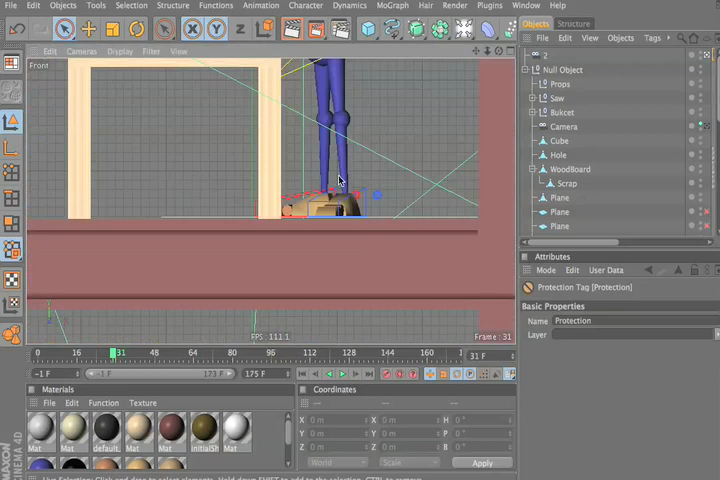 File Edit Objects Tools Selection Structure Functions Animation Character Dynamics MoGraph Hair Render Plugins Window Help
Objects Structure
File Edit View Objects Tags
Edit Cameras Display Filter View
Front
2
Null Object
Props
Saw
Bukcet
Camera
Cube
Hole
WoodBoard
Scrap
Plane
Plane
Plane
Attributes
Mode Edit User Data
Protection Tag [Protection]
Basic Properties
Name Protection
Layer
FPS : 111.1
Frame : 31
0 16 31 48 64 80 96 112 128 144 160 31 F
-1 F -1 F 173 F 175 F
Materials
File Edit Function Texture
Mat Mat default Mat Mat initialSh Mat
Coordinates
X 0 m X 0 m H 0 °
Y 0 m Y 0 m P 0 °
Z 0 m Z 0 m B 0 °
World Scale Apply
MAXON
CINEMA 4D